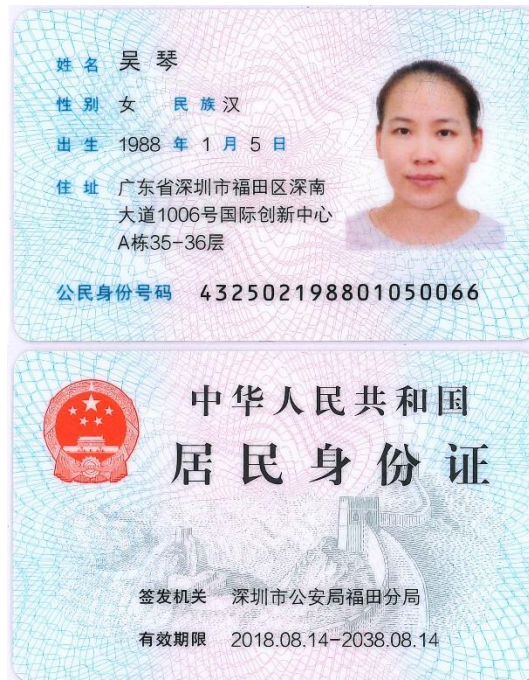 姓名 吴琴
性别 女 民族 汉
出生 1988 年 1 月 5 日
住址 广东省深圳市福田区深南
大道1006号国际创新中心
A栋35-36层
公民身份号码 432502198801050066
中华人民共和国
居民身份证
签发机关 深圳市公安局福田分局
有效期限 2018.08.14-2038.08.14